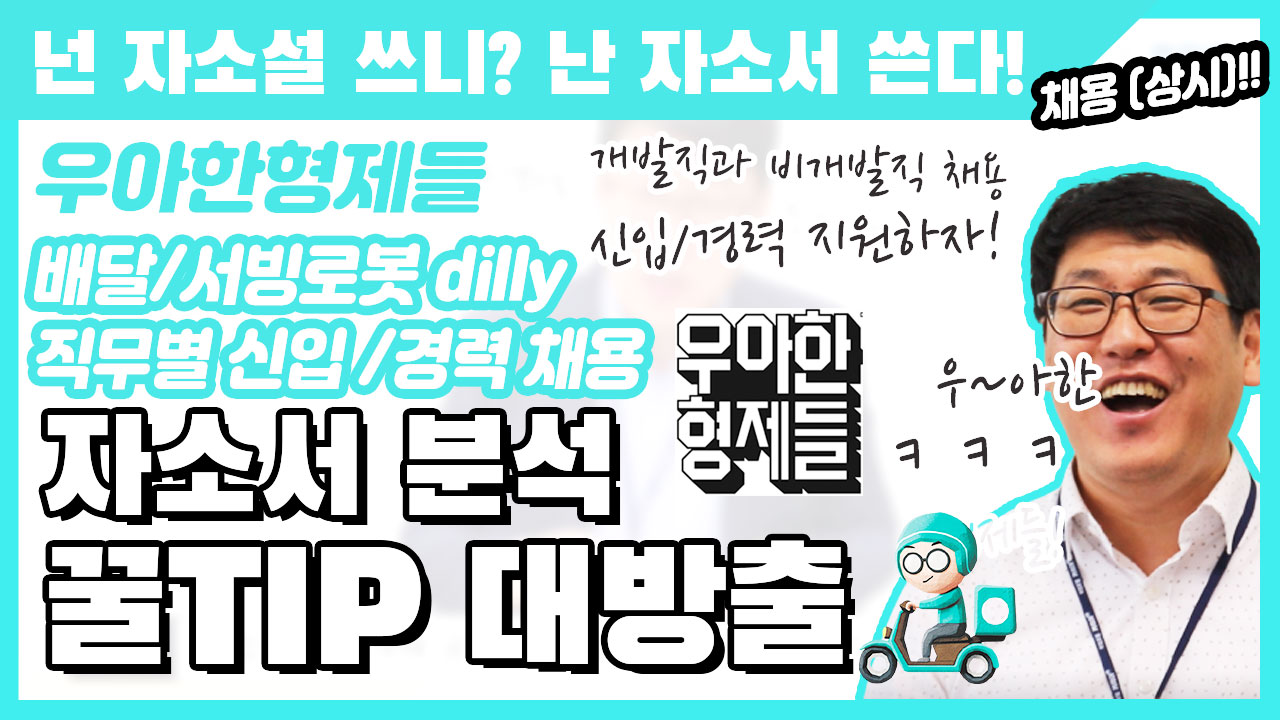 넌 자소설 쓰니? 난 자소서 쓴다!
채용 (상시)!!
우아한형제들
개발직과 비개발직 채용
신입/경력 지원하자!
배달/서빙로봇 dilly
직무별 신입/경력 채용
우아한
형제들
우~아한
ㅋ ㅋ ㅋ
자소서 분석
꿀TIP 대방출